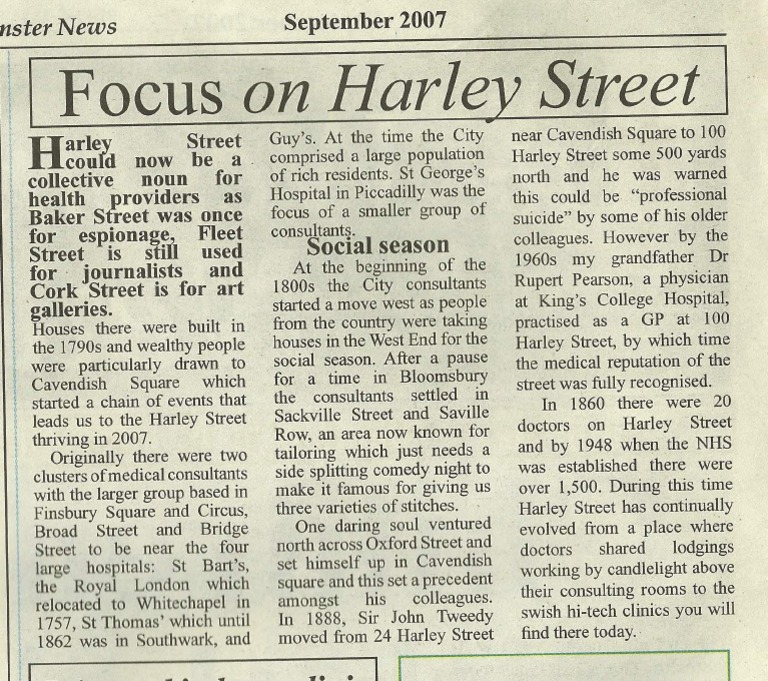 nster News
September 2007
Focus on Harley Street
Harley Street
could now be a
collective noun for
health providers as
Baker Street was once
for espionage, Fleet
Street is still used
for journalists and
Cork Street is for art
galleries.
Houses there were built in
the 1790s and wealthy people
were particularly drawn to
Cavendish Square which
started a chain of events that
leads us to the Harley Street
thriving in 2007.
Originally there were two
clusters of medical consultants
with the larger group based in
Finsbury Square and Circus,
Broad Street and Bridge
Street to be near the four
large hospitals: St Bart's,
the Royal London which
relocated to Whitechapel in
1757, St Thomas' which until
1862 was in Southwark, and
Guy's. At the time the City
comprised a large population
of rich residents. St George's
Hospital in Piccadilly was the
focus of a smaller group of
consultants.
Social season
At the beginning of the
1800s the City consultants
started a move west as people
from the country were taking
houses in the West End for the
social season. After a pause
for a time in Bloomsbury
the consultants settled in
Sackville Street and Saville
Row, an area now known for
tailoring which just needs a
side splitting comedy night to
make it famous for giving us
three varieties of stitches.
One daring soul ventured
north across Oxford Street and
set himself up in Cavendish
square and this set a precedent
amongst his colleagues.
In 1888, Sir John Tweedy
moved from 24 Harley Street
near Cavendish Square to 100
Harley Street some 500 yards
north and he was warned
this could be “professional
suicide” by some of his older
colleagues. However by the
1960s my grandfather Dr
Rupert Pearson, a physician
at King's College Hospital,
practised as a GP at 100
Harley Street, by which time
the medical reputation of the
street was fully recognised.
In 1860 there were 20
doctors on Harley Street
and by 1948 when the NHS
was established there were
over 1,500. During this time
Harley Street has continually
evolved from a place where
doctors shared lodgings
working by candlelight above
their consulting rooms to the
swish hi-tech clinics you will
find there today.